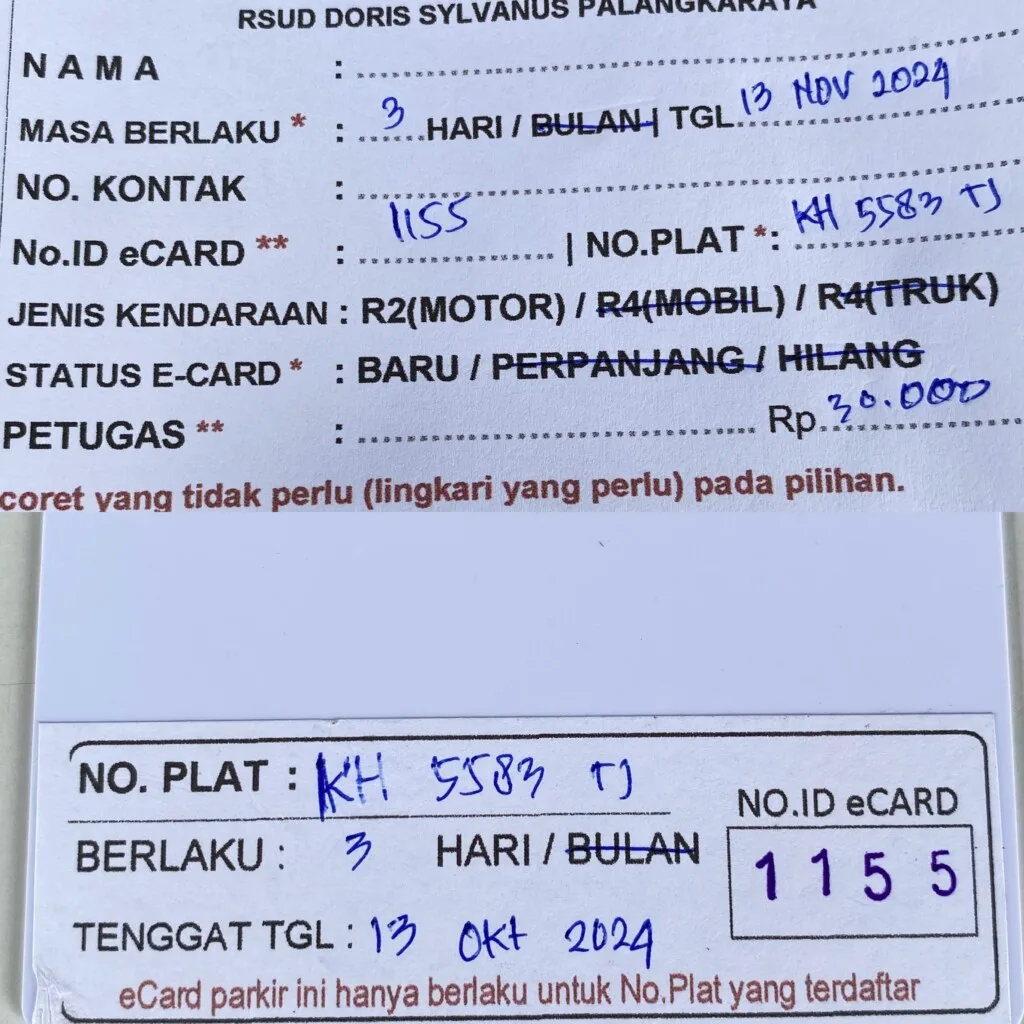 RSUD DORIS SYLVANUS PALANGKARAYA
N A M A :
MASA BERLAKU * : 3 HARI / BULAN | TGL 13 NOV 2024
NO. KONTAK :
No.ID eCARD ** : 1155 | NO.PLAT *: KH 5583 TJ
JENIS KENDARAAN : R2(MOTOR) / R4(MOBIL) / R4(TRUK)
STATUS E-CARD * : BARU / PERPANJANG / HILANG
PETUGAS ** : Rp 30.000
coret yang tidak perlu (lingkari yang perlu) pada pilihan.
NO. PLAT : KH 5583 TJ
NO.ID eCARD
BERLAKU : 3 HARI / BULAN
1 1 5 5
TENGGAT TGL : 13 OKT 2024
eCard parkir ini hanya berlaku untuk No.Plat yang terdaftar